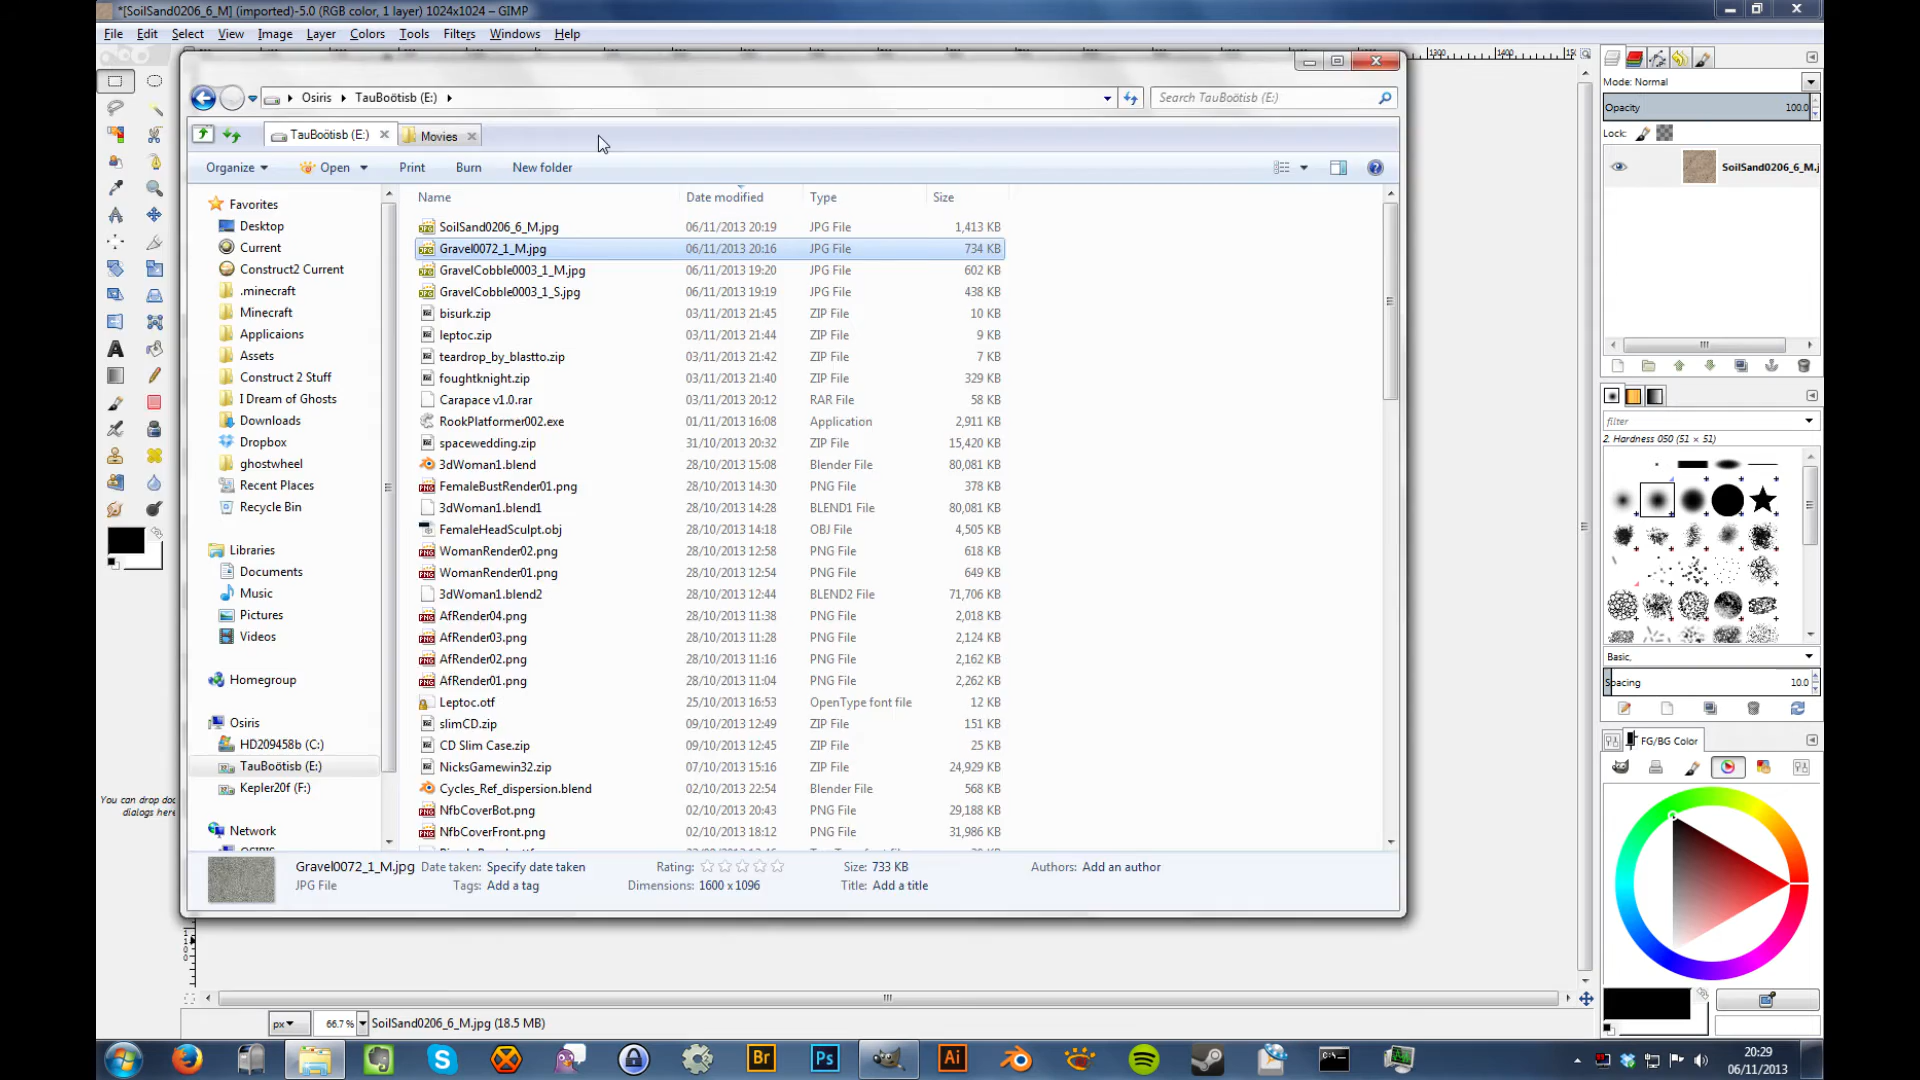 *[SoilSand0206_6_M] (imported)-5.0 (RGB color, 1 layer) 1024x1024 – GIMP
File Edit Select View Image Layer Colors Tools Filters Windows Help
1300 1400
Mode: Normal
Osiris TauBoötisb (E:) Search TauBoötisb (E:)
Opacity 100.0
TauBoötisb (E:) Movies Lock:
Organize Open Print Burn New folder
SoilSand0206_6_M.j
Name Date modified Type Size
Favorites
Desktop
Current
Construct2 Current
.minecraft
Minecraft
Applicaions
Assets
Construct 2 Stuff
I Dream of Ghosts
Downloads
Dropbox
ghostwheel
Recent Places
Recycle Bin
Libraries
Documents
Music
Pictures
Videos
Homegroup
Osiris
HD209458b (C:)
TauBoötisb (E:)
Kepler20f (F:)
Network
OSIRIS
SoilSand0206_6_M.jpg 06/11/2013 20:19 JPG File 1,413 KB
Gravel0072_1_M.jpg 06/11/2013 20:16 JPG File 734 KB
GravelCobble0003_1_M.jpg 06/11/2013 19:20 JPG File 602 KB
GravelCobble0003_1_S.jpg 06/11/2013 19:19 JPG File 438 KB
bisurk.zip 03/11/2013 21:45 ZIP File 10 KB
leptoc.zip 03/11/2013 21:44 ZIP File 9 KB
teardrop_by_blastto.zip 03/11/2013 21:42 ZIP File 7 KB
foughtknight.zip 03/11/2013 21:40 ZIP File 329 KB
Carapace v1.0.rar 03/11/2013 20:12 RAR File 58 KB
RookPlatformer002.exe 01/11/2013 16:08 Application 2,911 KB
spacewedding.zip 31/10/2013 20:32 ZIP File 15,420 KB
3dWoman1.blend 28/10/2013 15:08 Blender File 80,081 KB
FemaleBustRender01.png 28/10/2013 14:30 PNG File 378 KB
3dWoman1.blend1 28/10/2013 14:28 BLEND1 File 80,081 KB
FemaleHeadSculpt.obj 28/10/2013 14:18 OBJ File 4,505 KB
WomanRender02.png 28/10/2013 12:58 PNG File 618 KB
WomanRender01.png 28/10/2013 12:54 PNG File 649 KB
3dWoman1.blend2 28/10/2013 12:44 BLEND2 File 71,706 KB
AfRender04.png 28/10/2013 11:38 PNG File 2,018 KB
AfRender03.png 28/10/2013 11:28 PNG File 2,124 KB
AfRender02.png 28/10/2013 11:16 PNG File 2,162 KB
AfRender01.png 28/10/2013 11:04 PNG File 2,262 KB
Leptoc.otf 25/10/2013 16:53 OpenType font file 12 KB
slimCD.zip 09/10/2013 12:49 ZIP File 151 KB
CD Slim Case.zip 09/10/2013 12:45 ZIP File 25 KB
NicksGamewin32.zip 07/10/2013 15:16 ZIP File 24,929 KB
Cycles_Ref_dispersion.blend 02/10/2013 22:54 Blender File 568 KB
NfbCoverBot.png 02/10/2013 20:43 PNG File 29,188 KB
NfbCoverFront.png 02/10/2013 18:12 PNG File 31,986 KB
Gravel0072_1_M.jpg Date taken: Specify date taken Rating: Size: 733 KB Authors: Add an author
JPG File Tags: Add a tag Dimensions: 1600 x 1096 Title: Add a title
filter
2. Hardness 050 (51 × 51)
Basic,
Spacing 10.0
FG/BG Color
You can drop doc
dialogs here
px 66.7% SoilSand0206_6_M.jpg (18.5 MB)
Br Ps Ai
20:29
06/11/2013